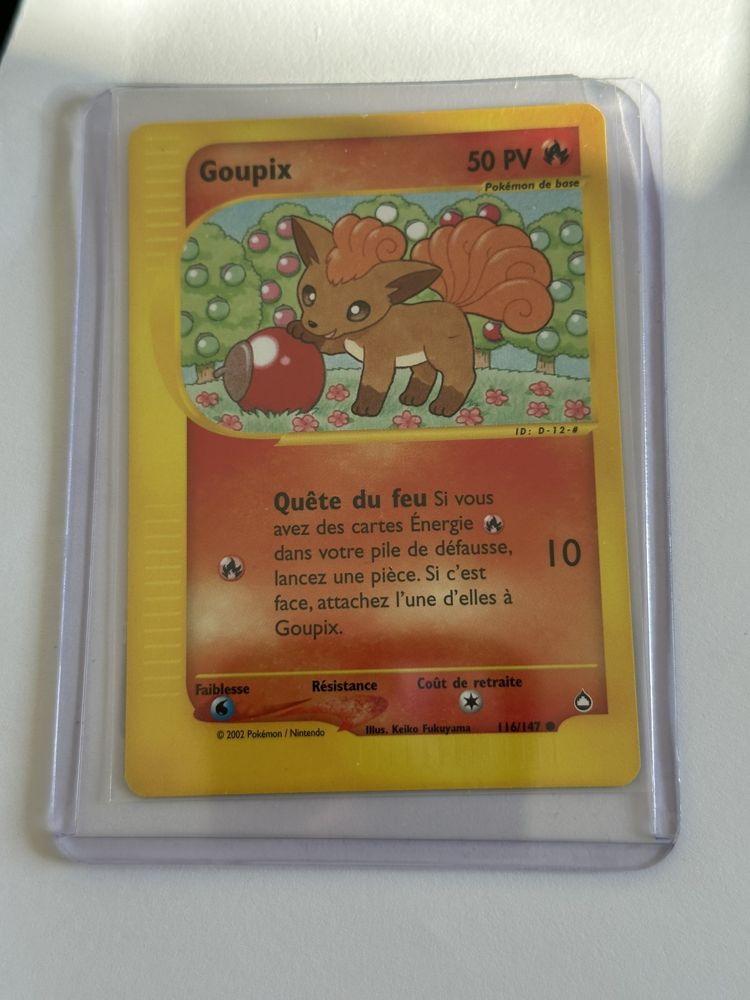 Goupix 50 PV
Pokémon de base
ID: D-12-#
Quête du feu Si vous
avez des cartes Énergie
dans votre pile de défausse,
lancez une pièce. Si c'est
face, attachez l'une d'elles à
Goupix.
10
Faiblesse Résistance Coût de retraite
© 2002 Pokémon / Nintendo Illus. Keiko Fukuyama 116/147